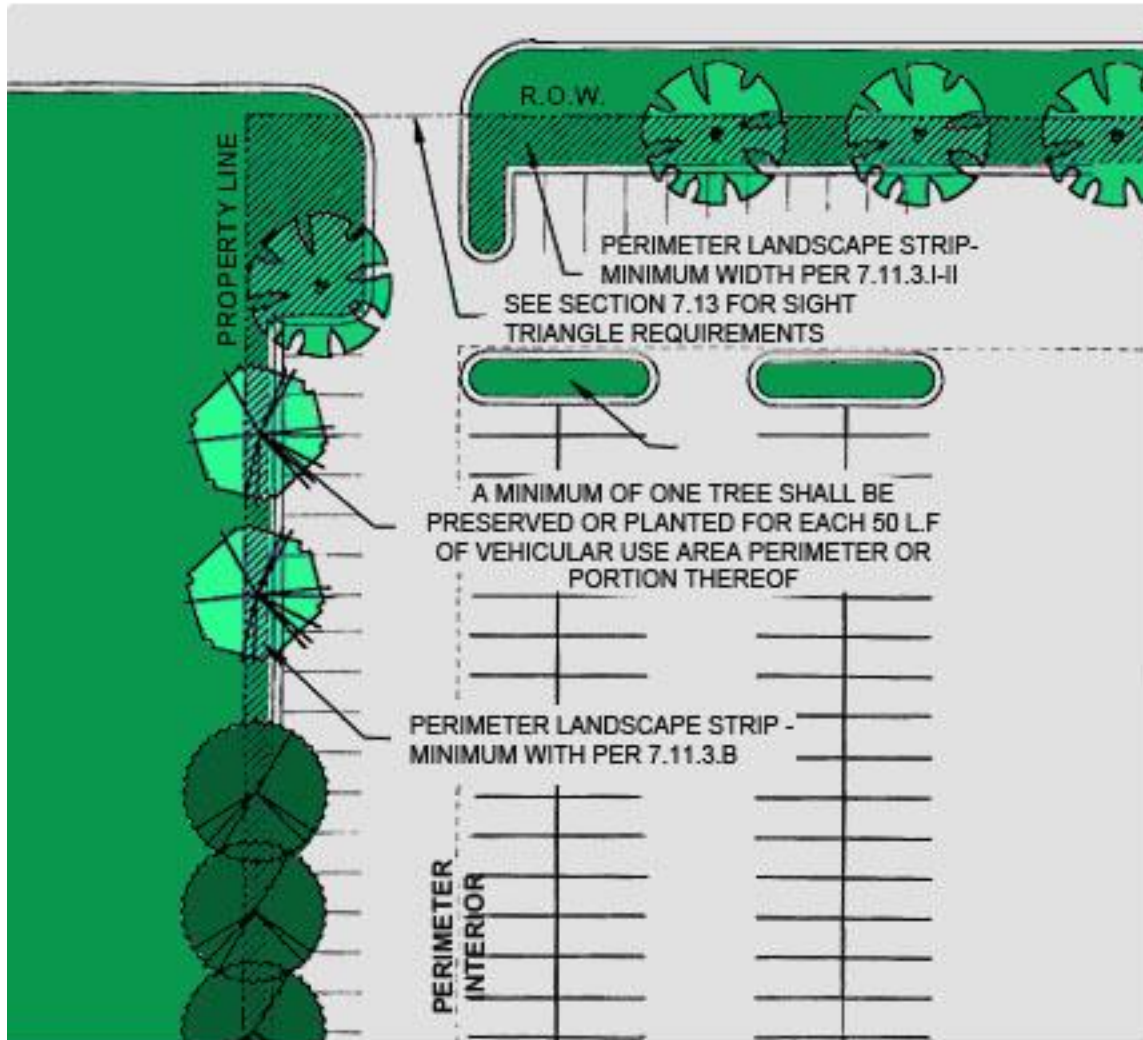 R.O.W.
PROPERTY LINE
PERIMETER LANDSCAPE STRIP-
MINIMUM WIDTH PER 7.11.3.I-II
SEE SECTION 7.13 FOR SIGHT
TRIANGLE REQUIREMENTS
A MINIMUM OF ONE TREE SHALL BE
PRESERVED OR PLANTED FOR EACH 50 L.F
OF VEHICULAR USE AREA PERIMETER OR
PORTION THEREOF
PERIMETER LANDSCAPE STRIP -
MINIMUM WITH PER 7.11.3.B
PERIMETER
INTERIOR